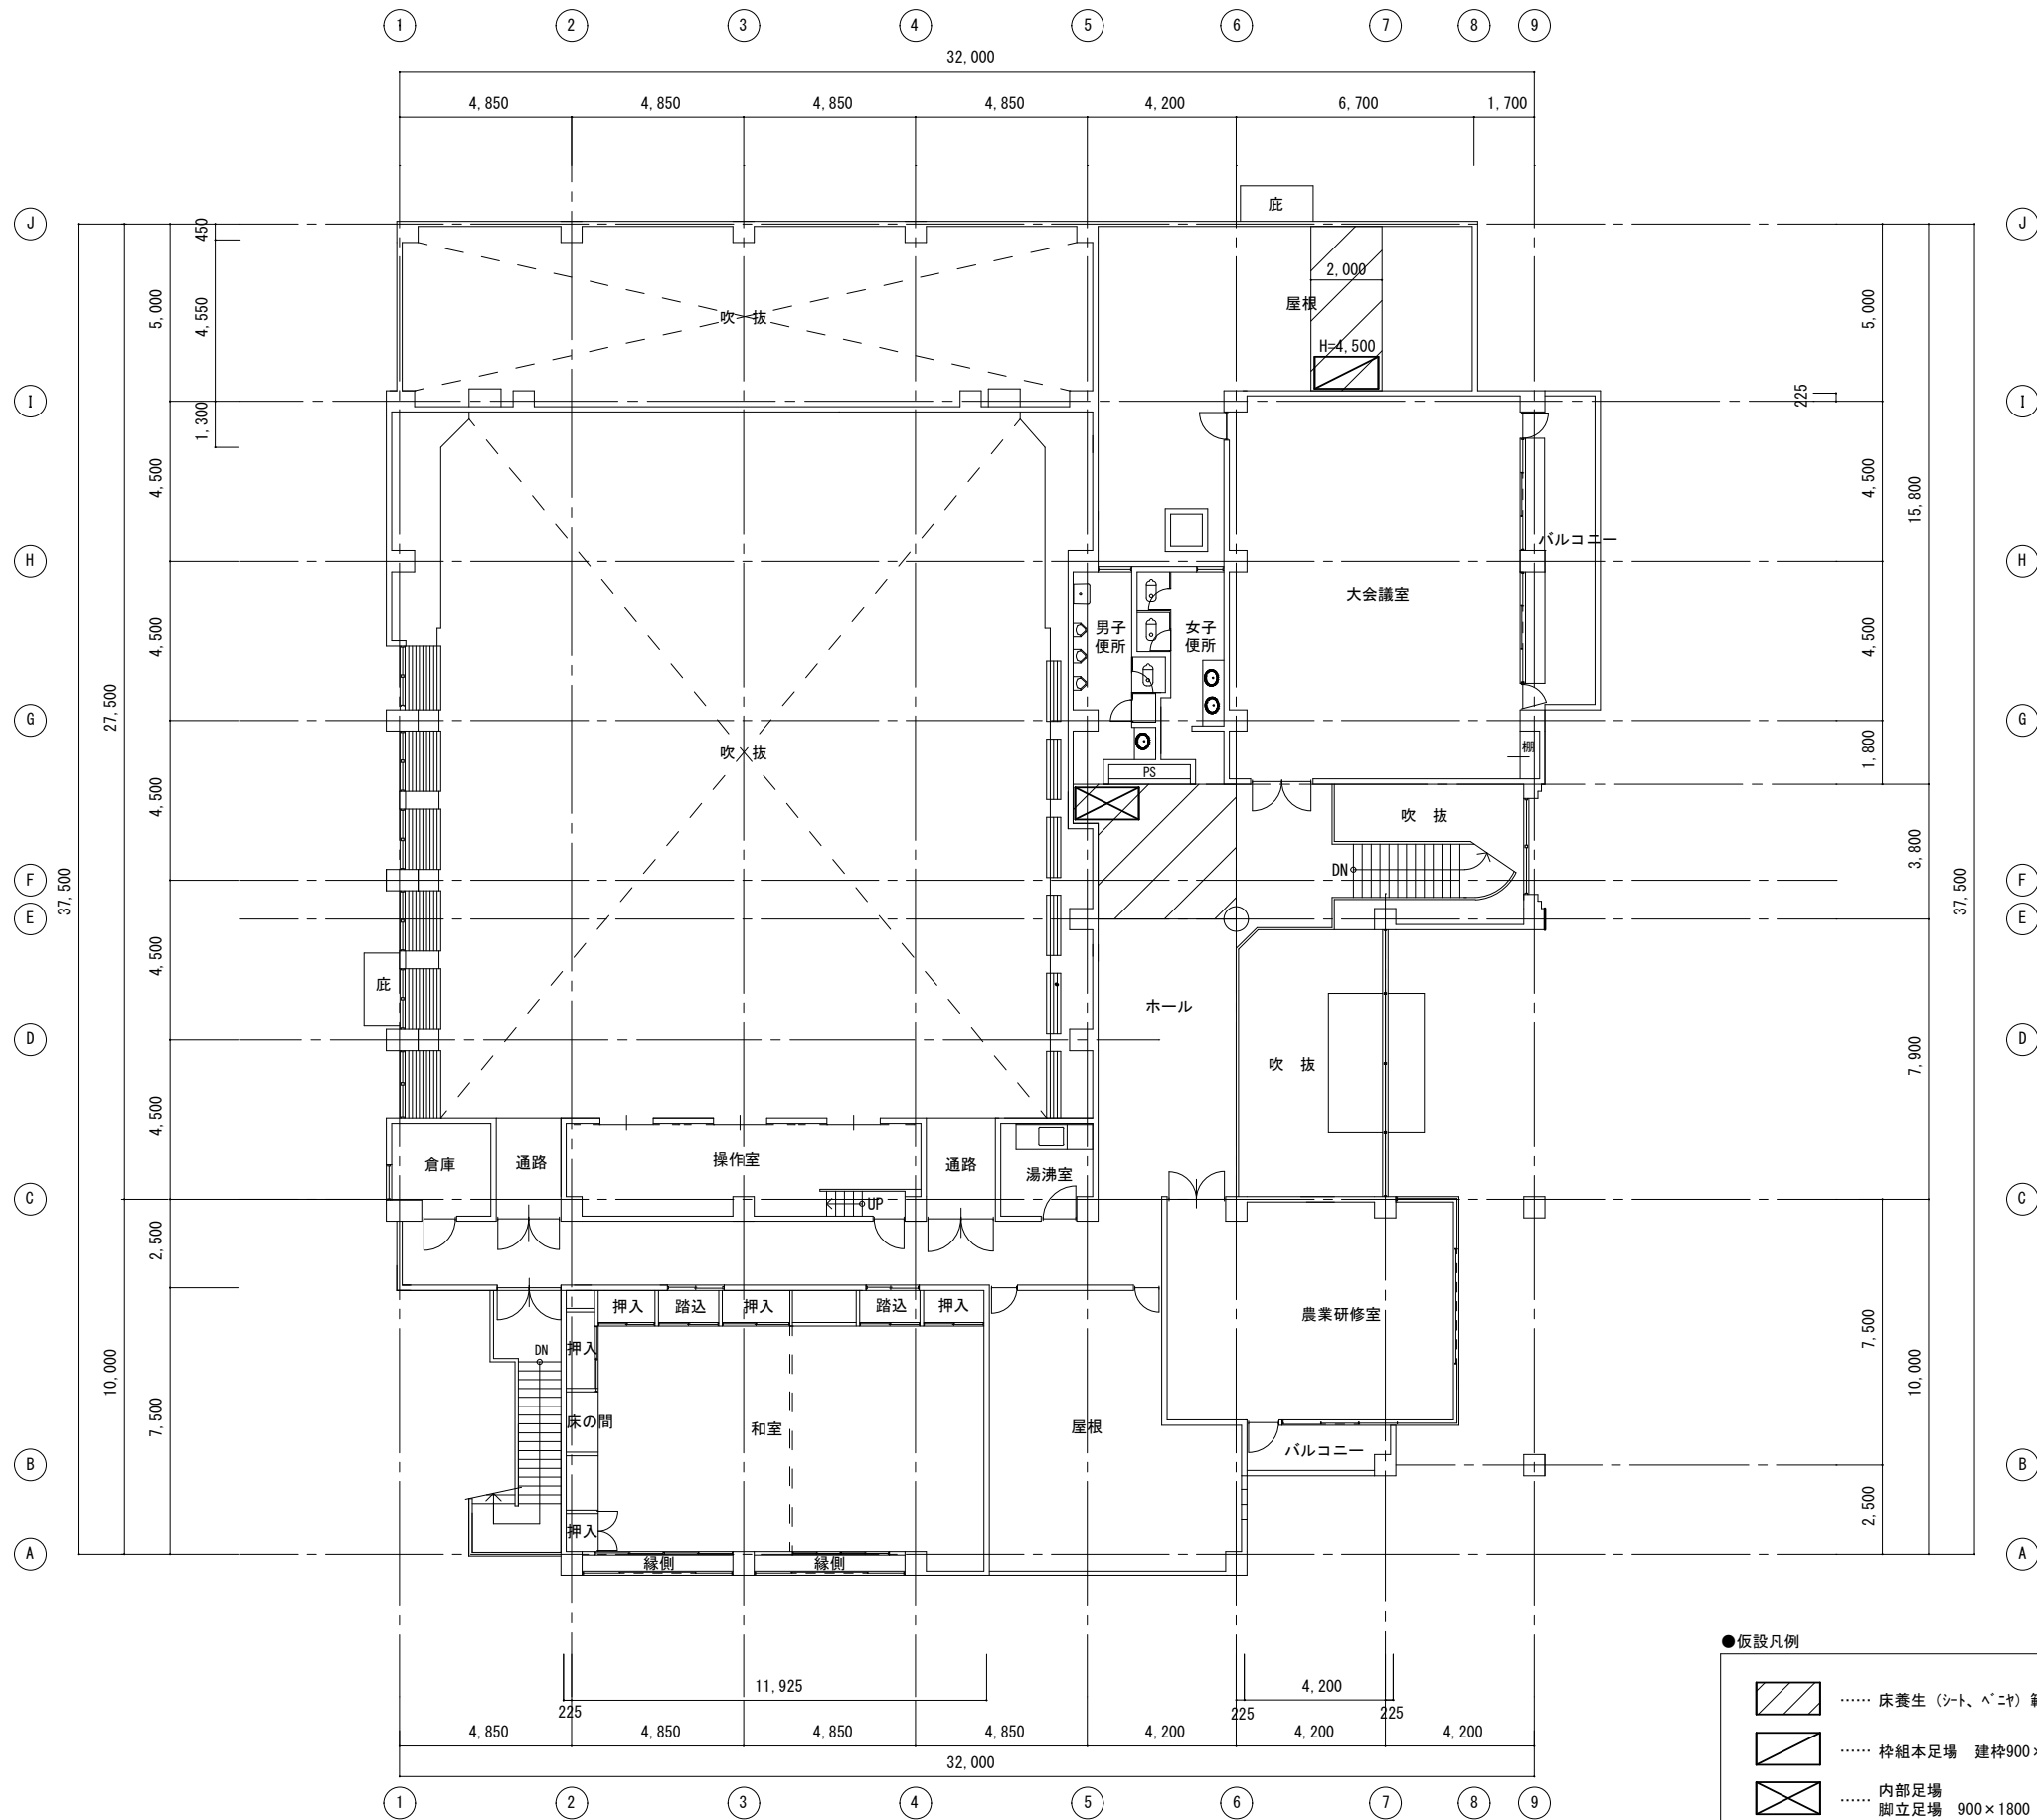 1 2 3 4 5 6 7 8 9
32,000
4,850 4,850 4,850 4,850 4,200 6,700 1,700
庇
J J
450
2,000
5,000 4,550 5,000
屋根
吹 抜
H=4,500
I 225 I
1,300
4,500 4,500
15,800
バルコニー
H H
大会議室
男子
便所
女子
便所
4,500 4,500
27,500
G G
吹 抜
棚
1,800
PS
4,500
吹 抜
3,800
DN
F F
37,500 37,500
E E
4,500
庇
ホール
D D
吹 抜
7,900
4,500
倉庫 通路 操作室 通路 湯沸室
C UP C
2,500
押入 踏込 押入 踏込 押入
農業研修室
DN
押入
7,500
10,000 10,000
床の間 和室 屋根
7,500
バルコニー
B B
2,500
押入
A A
縁側 縁側
●仮設凡例
11,925 4,200
225 225 225
…… 床養生 (シート、ベニヤ)
4,850 4,850 4,850 4,850 4,200 4,200 4,200
…… 枠組本足場 建枠900×
32,000
…… 内部足場
脚立足場 900×1800
1 2 3 4 5 6 7 8 9